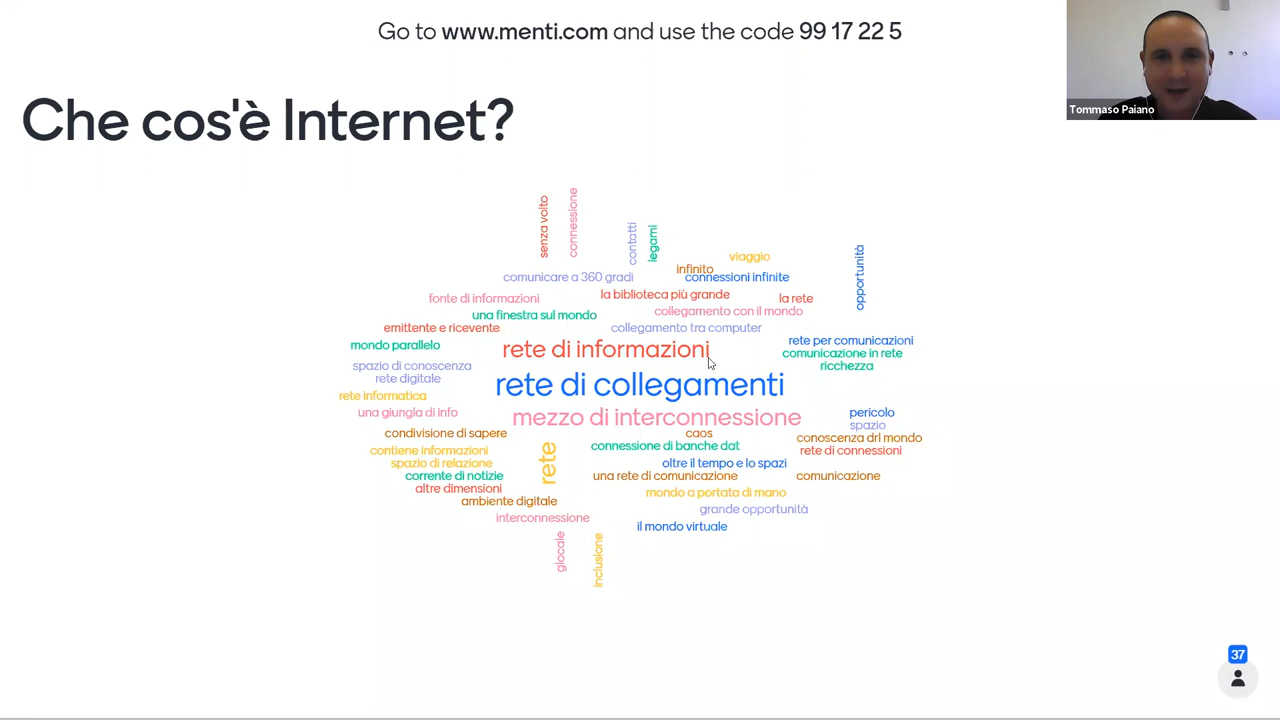 Go to www.menti.com and use the code 99 17 22 5
Tommaso Paiano
Che cos'è Internet?
senza volto
connessione
contatti
legami
viaggio
opportunità
infinito
comunicare a 360 gradi
connessioni infinite
la biblioteca più grande
fonte di informazioni
la rete
collegamento con il mondo
una finestra sul mondo
emittente e ricevente
collegamento tra computer
rete per comunicazioni
mondo parallelo
rete di informazioni
comunicazione in rete
spazio di conoscenza
ricchezza
rete digitale
rete di collegamenti
rete informatica
una giungla di info
mezzo di interconnessione
pericolo
spazio
condivisione di sapere
caos
conoscenza drl mondo
contiene informazioni
rete
connessione di banche dat
rete di connessioni
spazio di relazione
oltre il tempo e lo spazi
corrente di notizie
una rete di comunicazione
comunicazione
altre dimensioni
mondo a portata di mano
ambiente digitale
grande opportunità
interconnessione
il mondo virtuale
glocale
inclusione
37